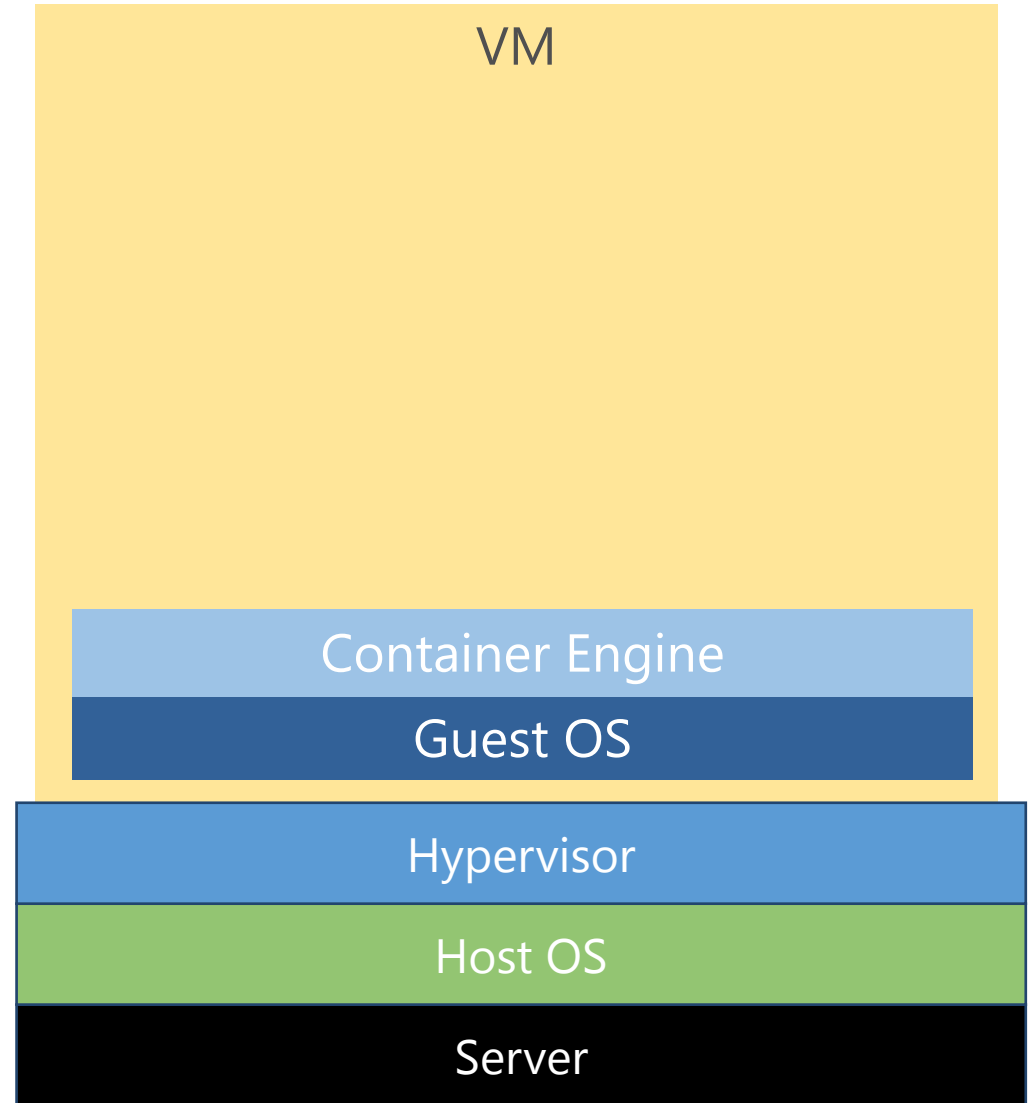 VM
Container Engine
Guest OS
Hypervisor
Host OS
Server